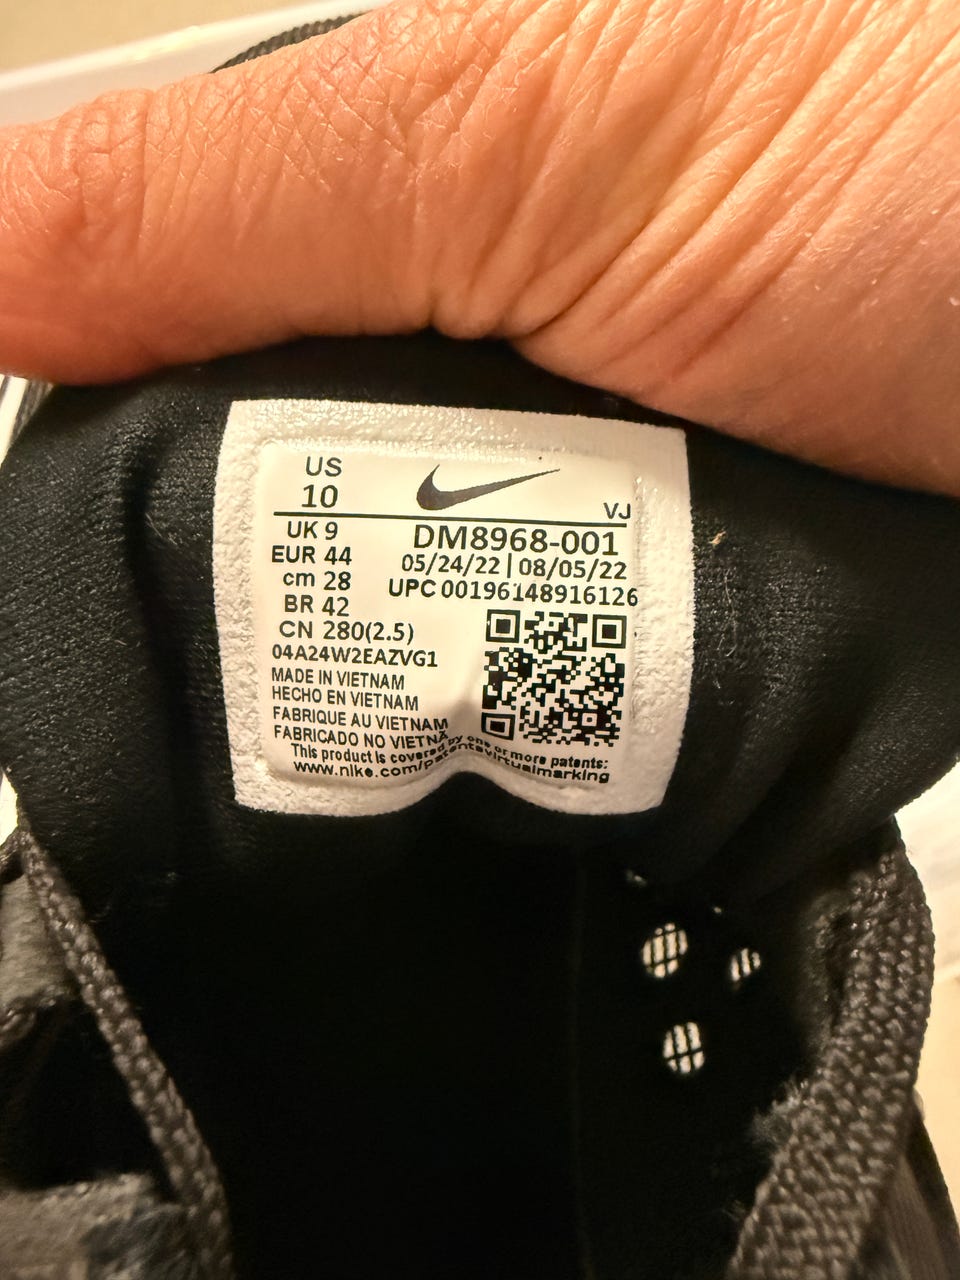 US
10
VJ
UK 9
DM8968-001
EUR 44
05/24/22 | 08/05/22
cm 28
UPC 00196148916126
BR 42
CN 280(2.5)
04A24W2EAZVG1
MADE IN VIETNAM
HECHO EN VIETNAM
FABRIQUE AU VIETNAM
FABRICADO NO VIETNÃ
This product is covered by one or more patents:
www.nike.com/patentsvirtualmarking